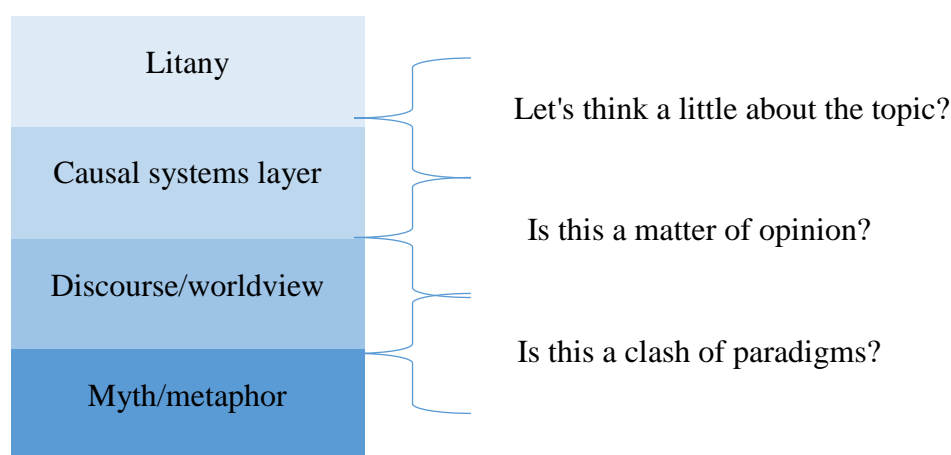 Litany
Let's think a little about the topic?
Causal systems layer
Is this a matter of opinion?
Discourse/worldview
Is this a clash of paradigms?
Myth/metaphor